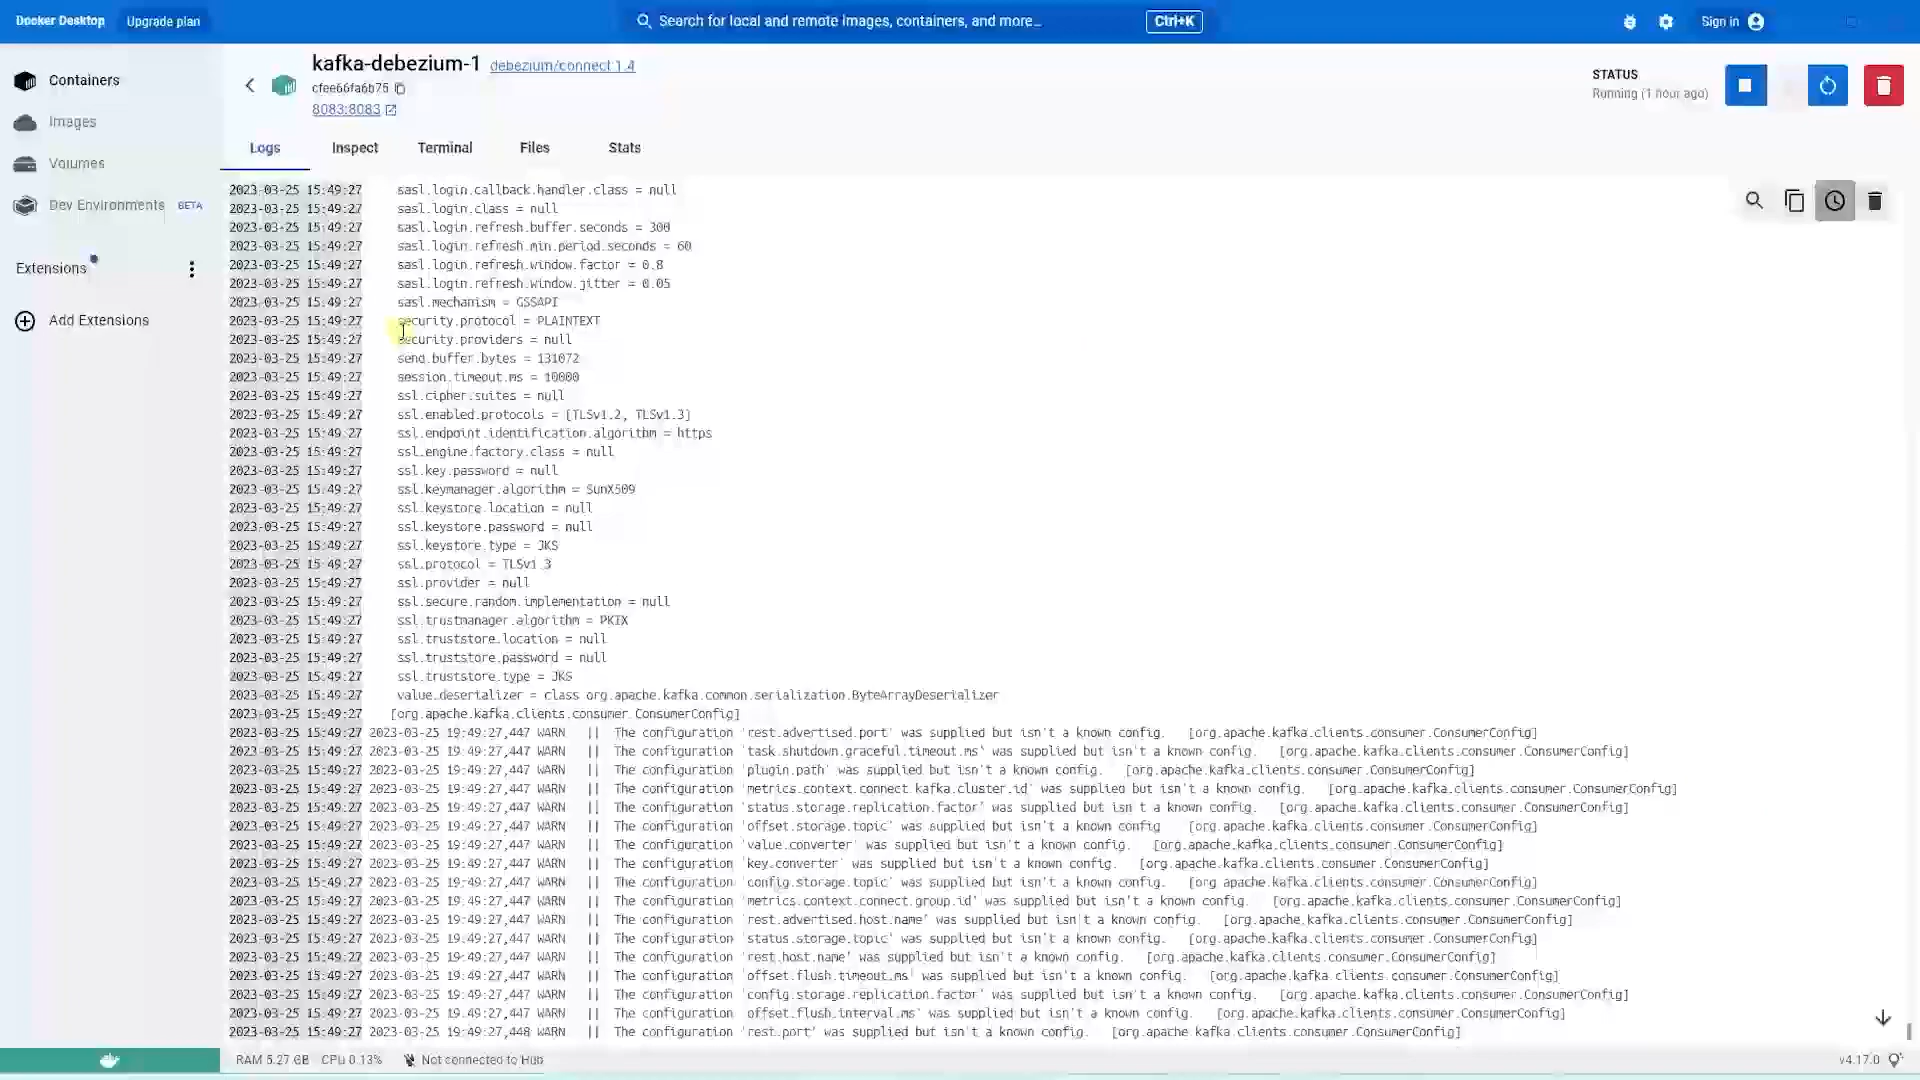 Docker Desktop Upgrade plan Search for local and remote images, containers, and more... Ctrl+K Sign in
Containers
Images
Volumes
Dev Environments BETA
Extensions
Add Extensions
kafka-debezium-1 debezium/connect:1.4
cfee66fa6b75
8083:8083
STATUS
Running (1 hour ago)
Logs Inspect Terminal Files Stats
2023-03-25 15:49:27 sasl.login.callback.handler.class = null
2023-03-25 15:49:27 sasl.login.class = null
2023-03-25 15:49:27 sasl.login.refresh.buffer.seconds = 300
2023-03-25 15:49:27 sasl.login.refresh.min.period.seconds = 60
2023-03-25 15:49:27 sasl.login.refresh.window.factor = 0.8
2023-03-25 15:49:27 sasl.login.refresh.window.jitter = 0.05
2023-03-25 15:49:27 sasl.mechanism = GSSAPI
2023-03-25 15:49:27 security.protocol = PLAINTEXT
2023-03-25 15:49:27 security.providers = null
2023-03-25 15:49:27 send.buffer.bytes = 131072
2023-03-25 15:49:27 session.timeout.ms = 10000
2023-03-25 15:49:27 ssl.cipher.suites = null
2023-03-25 15:49:27 ssl.enabled.protocols = [TLSv1.2, TLSv1.3]
2023-03-25 15:49:27 ssl.endpoint.identification.algorithm = https
2023-03-25 15:49:27 ssl.engine.factory.class = null
2023-03-25 15:49:27 ssl.key.password = null
2023-03-25 15:49:27 ssl.keymanager.algorithm = SunX509
2023-03-25 15:49:27 ssl.keystore.location = null
2023-03-25 15:49:27 ssl.keystore.password = null
2023-03-25 15:49:27 ssl.keystore.type = JKS
2023-03-25 15:49:27 ssl.protocol = TLSv1.3
2023-03-25 15:49:27 ssl.provider = null
2023-03-25 15:49:27 ssl.secure.random.implementation = null
2023-03-25 15:49:27 ssl.trustmanager.algorithm = PKIX
2023-03-25 15:49:27 ssl.truststore.location = null
2023-03-25 15:49:27 ssl.truststore.password = null
2023-03-25 15:49:27 ssl.truststore.type = JKS
2023-03-25 15:49:27 value.deserializer = class org.apache.kafka.common.serialization.ByteArrayDeserializer
2023-03-25 15:49:27 [org.apache.kafka.clients.consumer.ConsumerConfig]
2023-03-25 15:49:27 2023-03-25 19:49:27,447 WARN || The configuration 'rest.advertised.port' was supplied but isn't a known config. [org.apache.kafka.clients.consumer.ConsumerConfig]
2023-03-25 15:49:27 2023-03-25 19:49:27,447 WARN || The configuration 'task.shutdown.graceful.timeout.ms' was supplied but isn't a known config. [org.apache.kafka.clients.consumer.ConsumerConfig]
2023-03-25 15:49:27 2023-03-25 19:49:27,447 WARN || The configuration 'plugin.path' was supplied but isn't a known config. [org.apache.kafka.clients.consumer.ConsumerConfig]
2023-03-25 15:49:27 2023-03-25 19:49:27,447 WARN || The configuration 'metrics.context.connect.kafka.cluster.id' was supplied but isn't a known config. [org.apache.kafka.clients.consumer.ConsumerConfig]
2023-03-25 15:49:27 2023-03-25 19:49:27,447 WARN || The configuration 'status.storage.replication.factor' was supplied but isn't a known config. [org.apache.kafka.clients.consumer.ConsumerConfig]
2023-03-25 15:49:27 2023-03-25 19:49:27,447 WARN || The configuration 'offset.storage.topic' was supplied but isn't a known config. [org.apache.kafka.clients.consumer.ConsumerConfig]
2023-03-25 15:49:27 2023-03-25 19:49:27,447 WARN || The configuration 'value.converter' was supplied but isn't a known config. [org.apache.kafka.clients.consumer.ConsumerConfig]
2023-03-25 15:49:27 2023-03-25 19:49:27,447 WARN || The configuration 'key.converter' was supplied but isn't a known config. [org.apache.kafka.clients.consumer.ConsumerConfig]
2023-03-25 15:49:27 2023-03-25 19:49:27,447 WARN || The configuration 'config.storage.topic' was supplied but isn't a known config. [org.apache.kafka.clients.consumer.ConsumerConfig]
2023-03-25 15:49:27 2023-03-25 19:49:27,447 WARN || The configuration 'metrics.context.connect.group.id' was supplied but isn't a known config. [org.apache.kafka.clients.consumer.ConsumerConfig]
2023-03-25 15:49:27 2023-03-25 19:49:27,447 WARN || The configuration 'rest.advertised.host.name' was supplied but isn't a known config. [org.apache.kafka.clients.consumer.ConsumerConfig]
2023-03-25 15:49:27 2023-03-25 19:49:27,447 WARN || The configuration 'status.storage.topic' was supplied but isn't a known config. [org.apache.kafka.clients.consumer.ConsumerConfig]
2023-03-25 15:49:27 2023-03-25 19:49:27,447 WARN || The configuration 'rest.host.name' was supplied but isn't a known config. [org.apache.kafka.clients.consumer.ConsumerConfig]
2023-03-25 15:49:27 2023-03-25 19:49:27,447 WARN || The configuration 'offset.flush.timeout.ms' was supplied but isn't a known config. [org.apache.kafka.clients.consumer.ConsumerConfig]
2023-03-25 15:49:27 2023-03-25 19:49:27,447 WARN || The configuration 'config.storage.replication.factor' was supplied but isn't a known config. [org.apache.kafka.clients.consumer.ConsumerConfig]
2023-03-25 15:49:27 2023-03-25 19:49:27,447 WARN || The configuration 'offset.flush.interval.ms' was supplied but isn't a known config. [org.apache.kafka.clients.consumer.ConsumerConfig]
2023-03-25 15:49:27 2023-03-25 19:49:27,448 WARN || The configuration 'rest.port' was supplied but isn't a known config. [org.apache.kafka.clients.consumer.ConsumerConfig]
RAM 5.27 GB CPU 0.13% Not connected to Hub v4.17.0